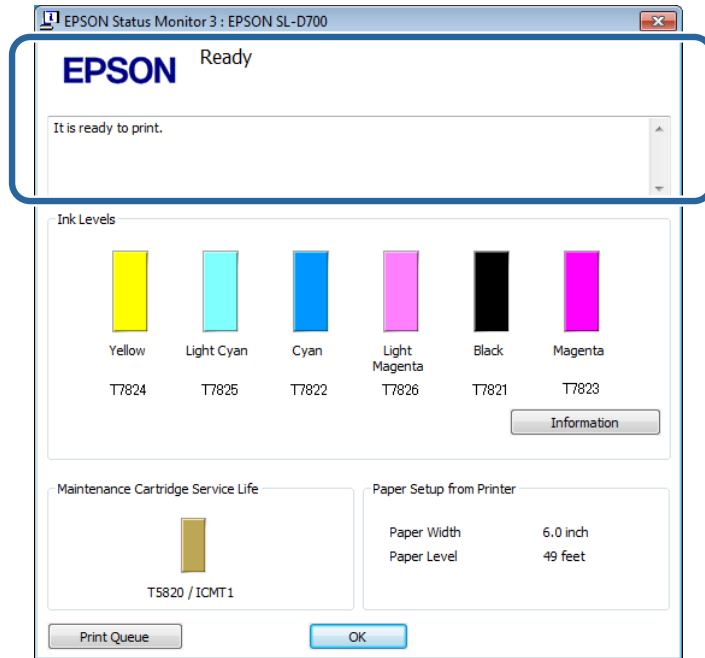 EPSON Status Monitor 3 : EPSON SL-D700
EPSON
Ready
It is ready to print.
Ink Levels
Yellow Light Cyan Cyan Light Magenta Black Magenta
T7824 T7825 T7822 T7826 T7821 T7823
Information
Maintenance Cartridge Service Life
T5820 / ICMT1
Paper Setup from Printer
Paper Width 6.0 inch
Paper Level 49 feet
Print Queue OK